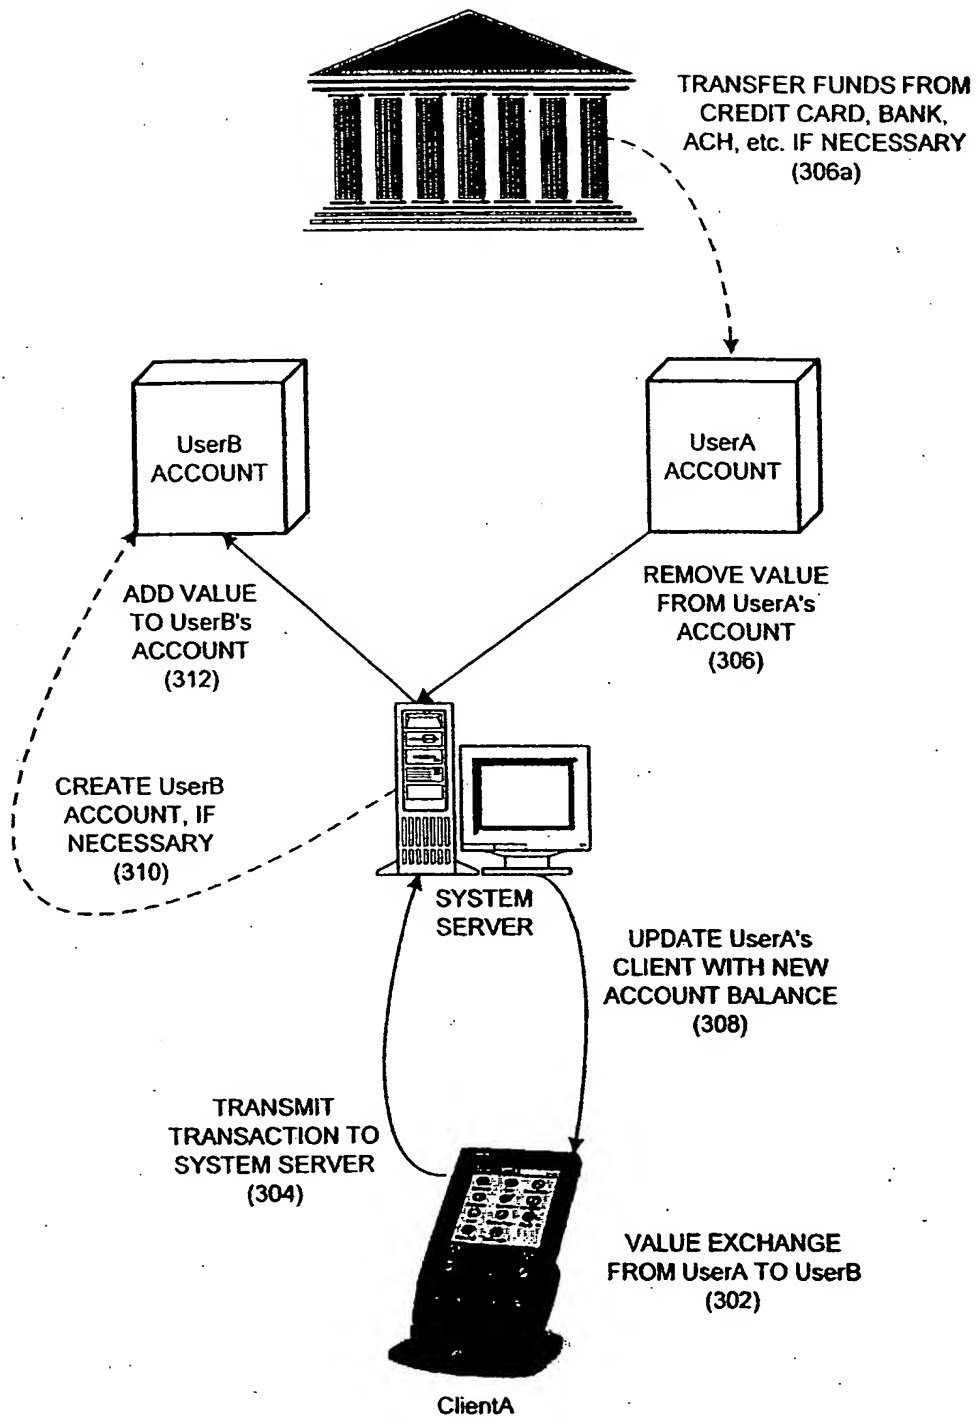 TRANSFER FUNDS FROM
CREDIT CARD, BANK,
ACH, etc. IF NECESSARY
(306a)
UserB
ACCOUNT
UserA
ACCOUNT
ADD VALUE
TO UserB's
ACCOUNT
(312)
REMOVE VALUE
FROM UserA's
ACCOUNT
(306)
CREATE UserB
ACCOUNT, IF
NECESSARY
(310)
SYSTEM
SERVER
UPDATE UserA's
CLIENT WITH NEW
ACCOUNT BALANCE
(308)
TRANSMIT
TRANSACTION TO
SYSTEM SERVER
(304)
VALUE EXCHANGE
FROM UserA TO UserB
(302)
ClientA